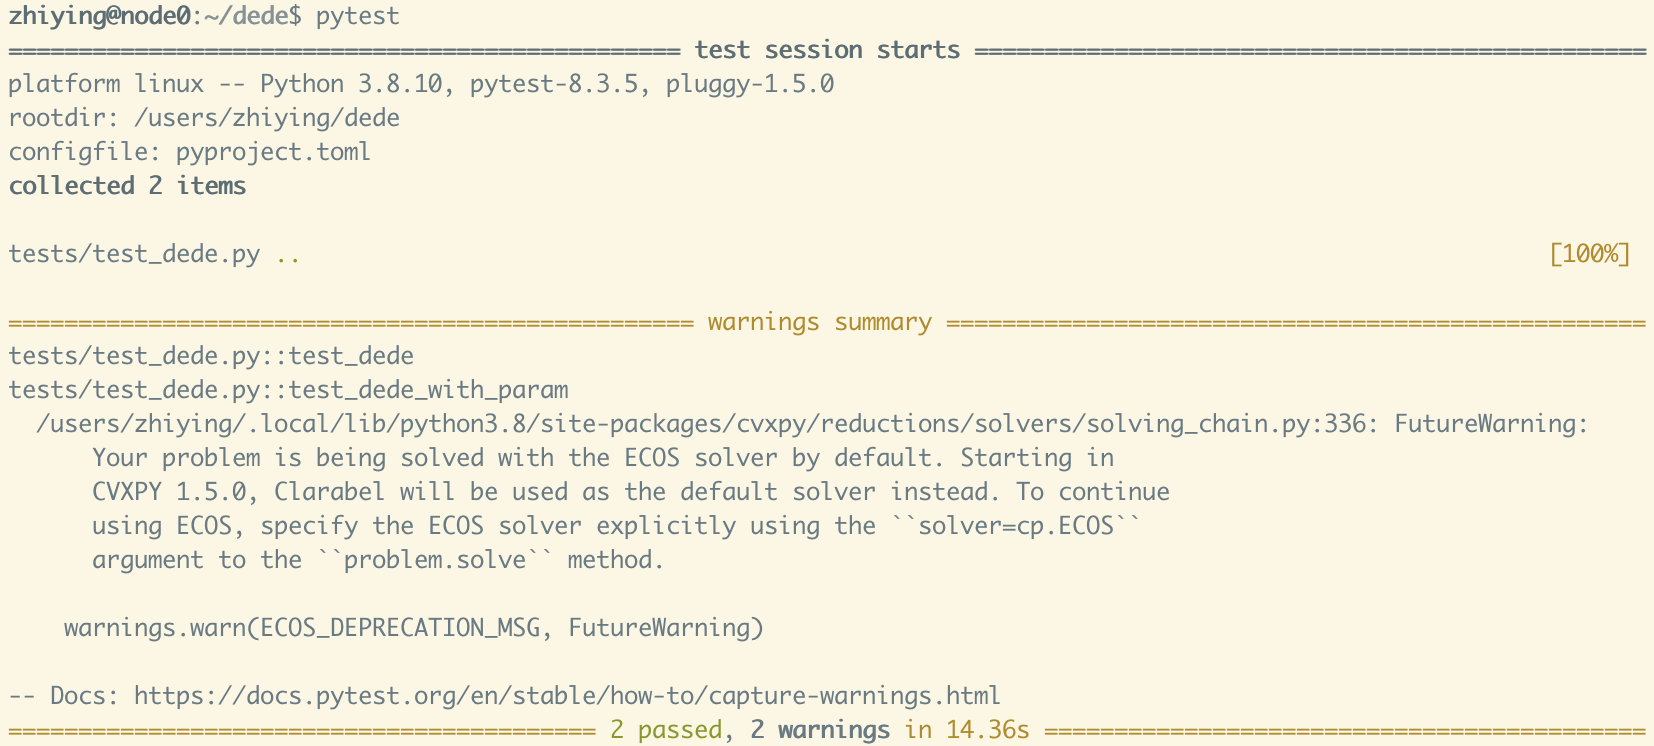 zhiying@node0:~/dede$ pytest
================================================ test session starts ================================================
platform linux -- Python 3.8.10, pytest-8.3.5, pluggy-1.5.0
rootdir: /users/zhiying/dede
configfile: pyproject.toml
collected 2 items
tests/test_dede.py .. [100%]
================================================= warnings summary ==================================================
tests/test_dede.py::test_dede
tests/test_dede.py::test_dede_with_param
/users/zhiying/.local/lib/python3.8/site-packages/cvxpy/reductions/solvers/solving_chain.py:336: FutureWarning:
Your problem is being solved with the ECOS solver by default. Starting in
CVXPY 1.5.0, Clarabel will be used as the default solver instead. To continue
using ECOS, specify the ECOS solver explicitly using the ``solver=cp.ECOS``
argument to the ``problem.solve`` method.
warnings.warn(ECOS_DEPRECATION_MSG, FutureWarning)
-- Docs: https://docs.pytest.org/en/stable/how-to/capture-warnings.html
========================================== 2 passed, 2 warnings in 14.36s ===========================================